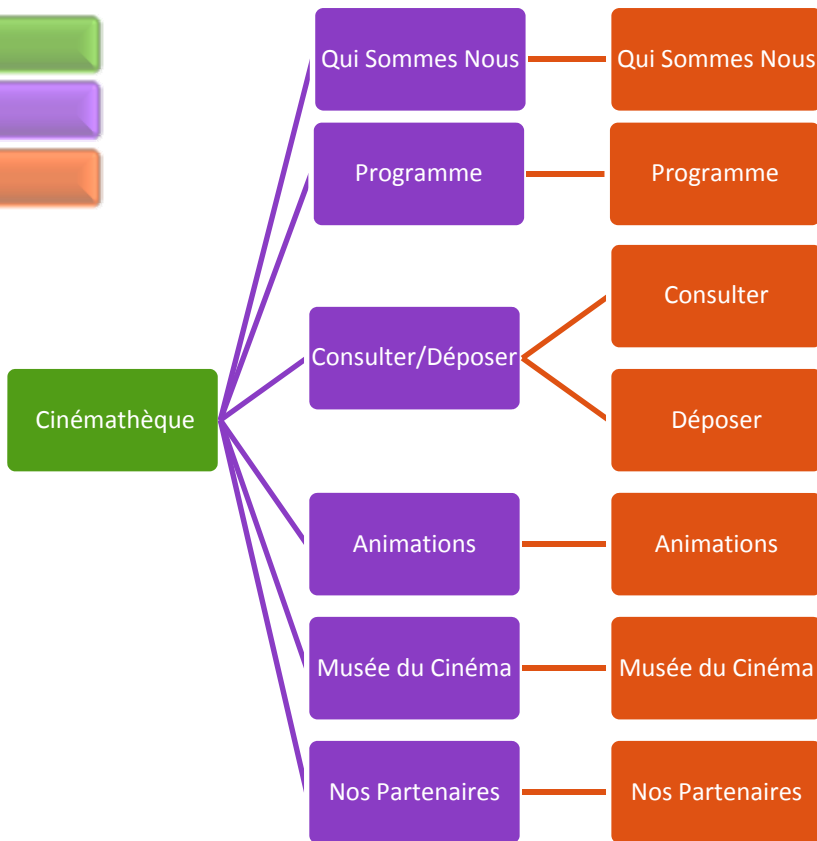 Qui Sommes Nous
Qui Sommes Nous
Programme
Programme
Consulter
Consulter/Déposer
Cinémathèque
Déposer
Animations
Animations
Musée du Cinéma
Musée du Cinéma
Nos Partenaires
Nos Partenaires